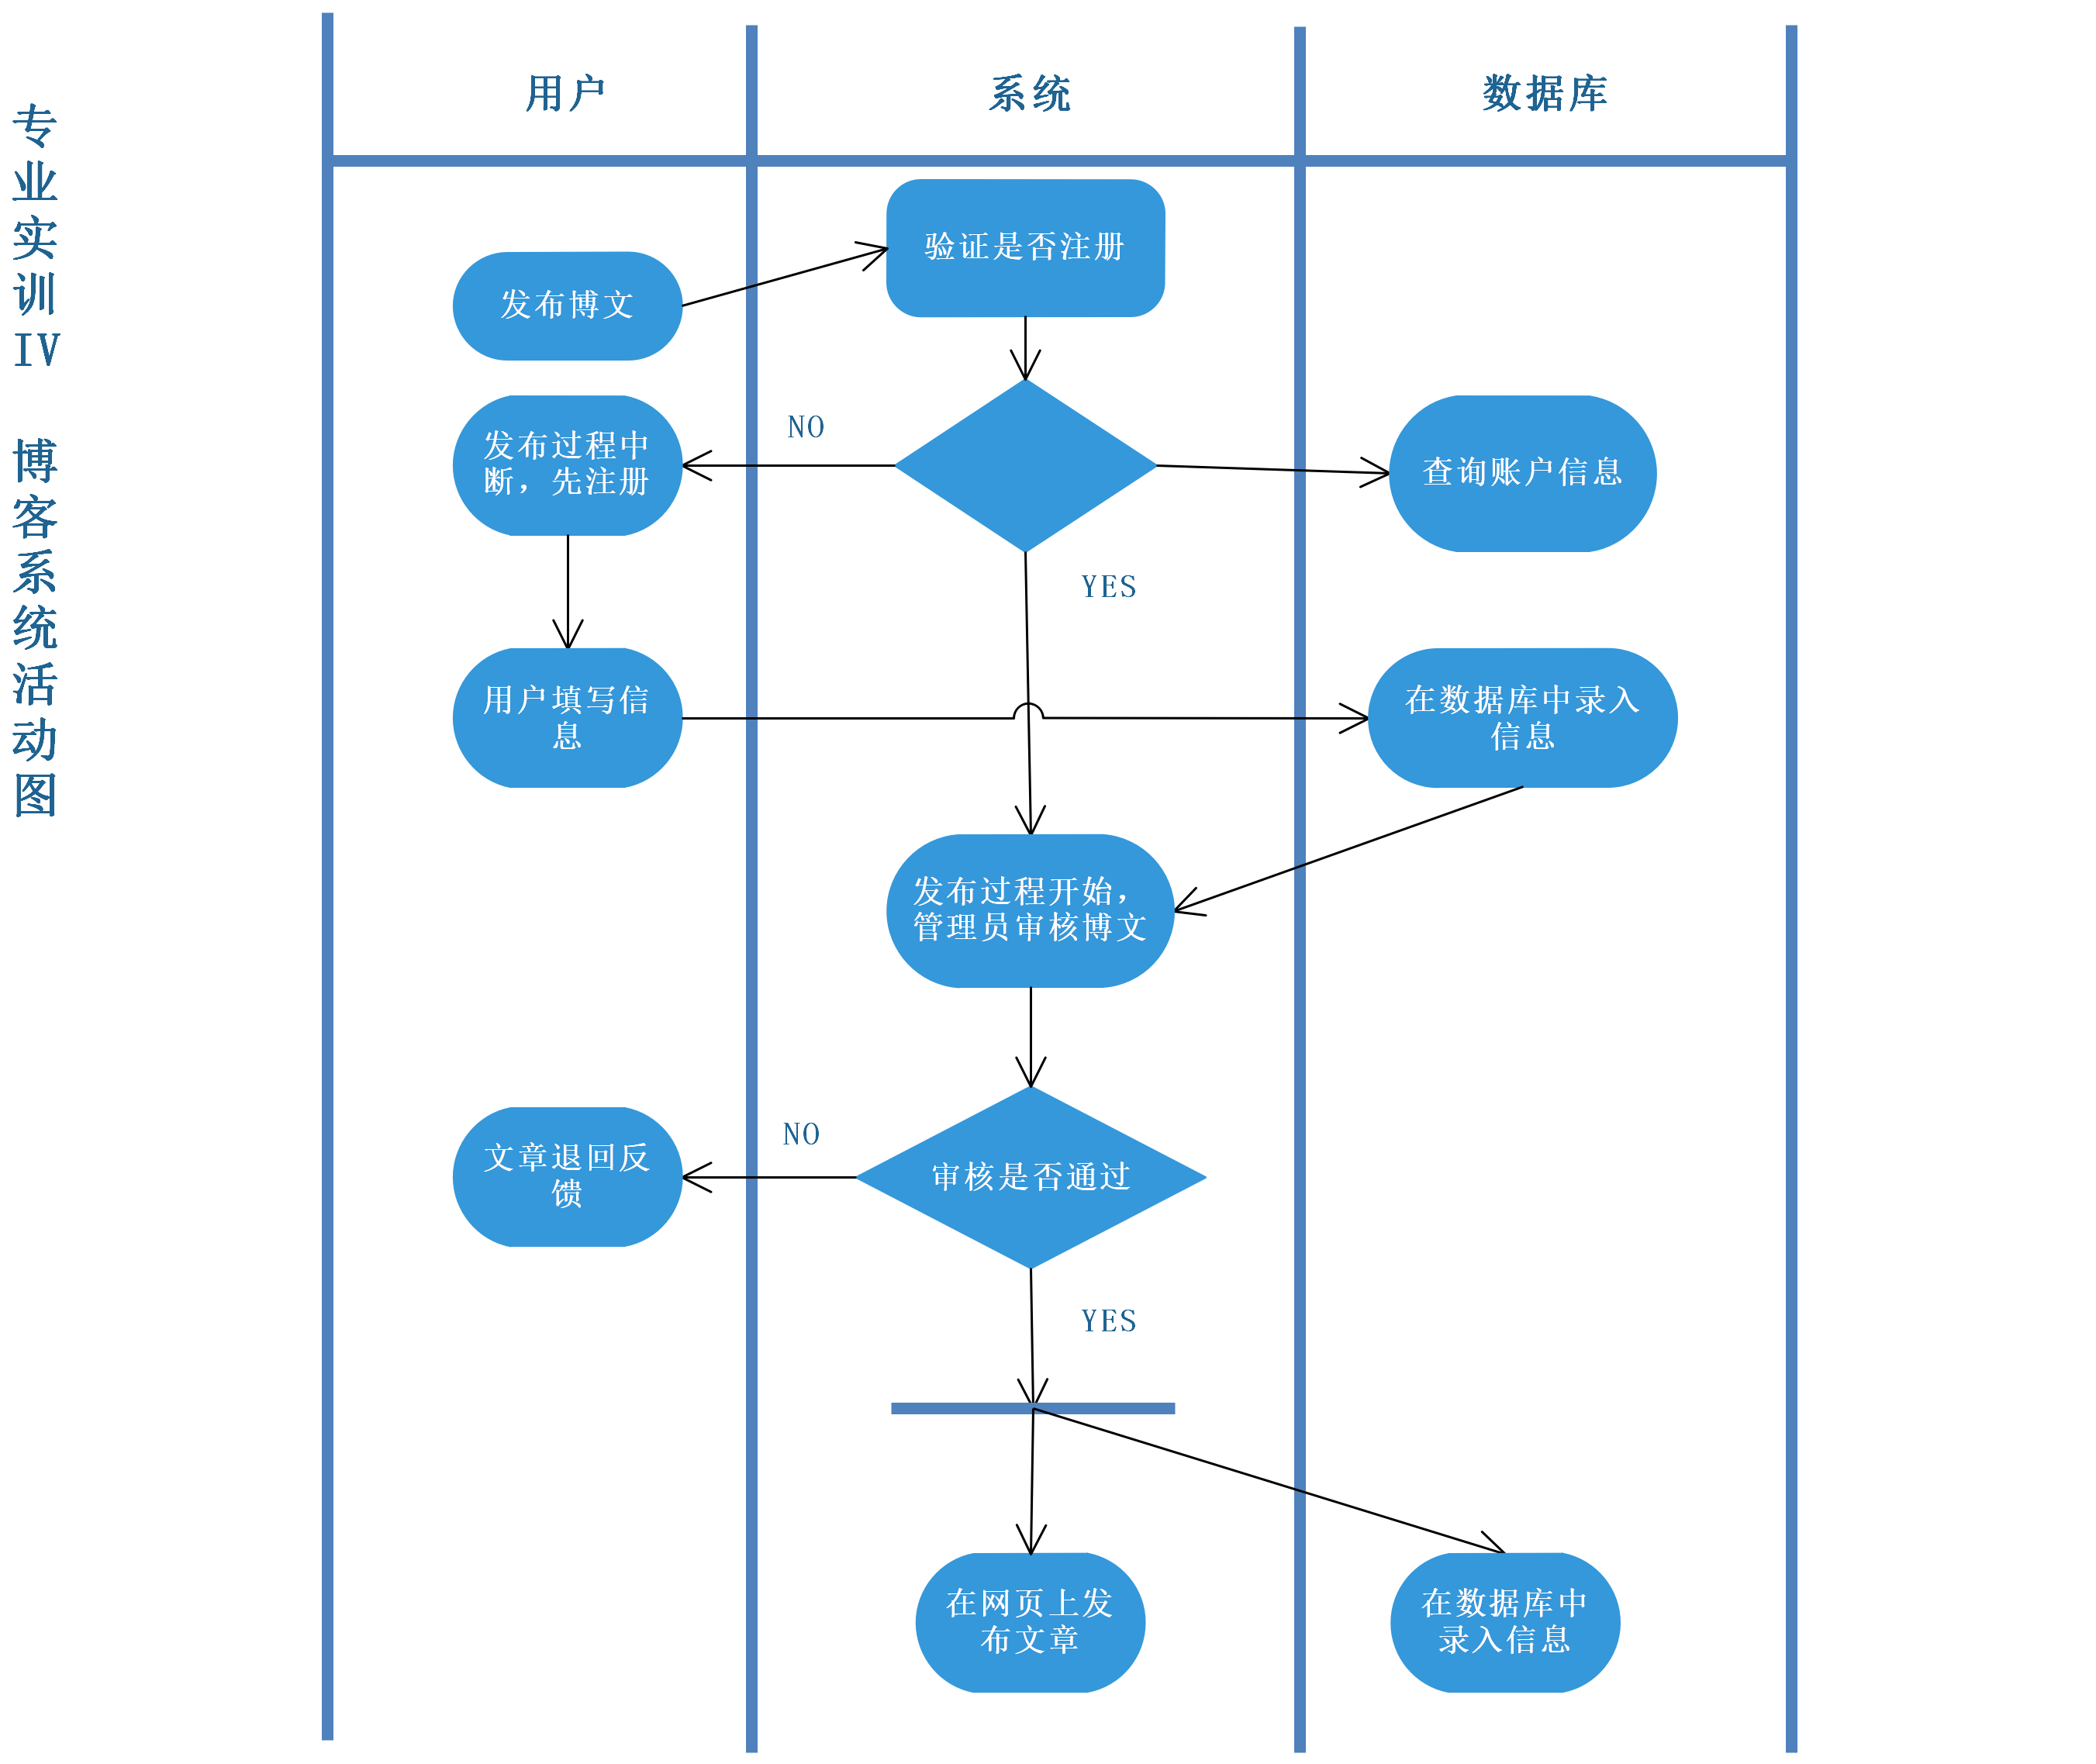 专业实训IV 博客系统活动图
用户
系统
数据库
验证是否注册
发布博文
NO
发布过程中
断，先注册
查询账户信息
YES
用户填写信
息
在数据库中录入
信息
发布过程开始，
管理员审核博文
NO
文章退回反
馈
审核是否通过
YES
在网页上发
布文章
在数据库中
录入信息